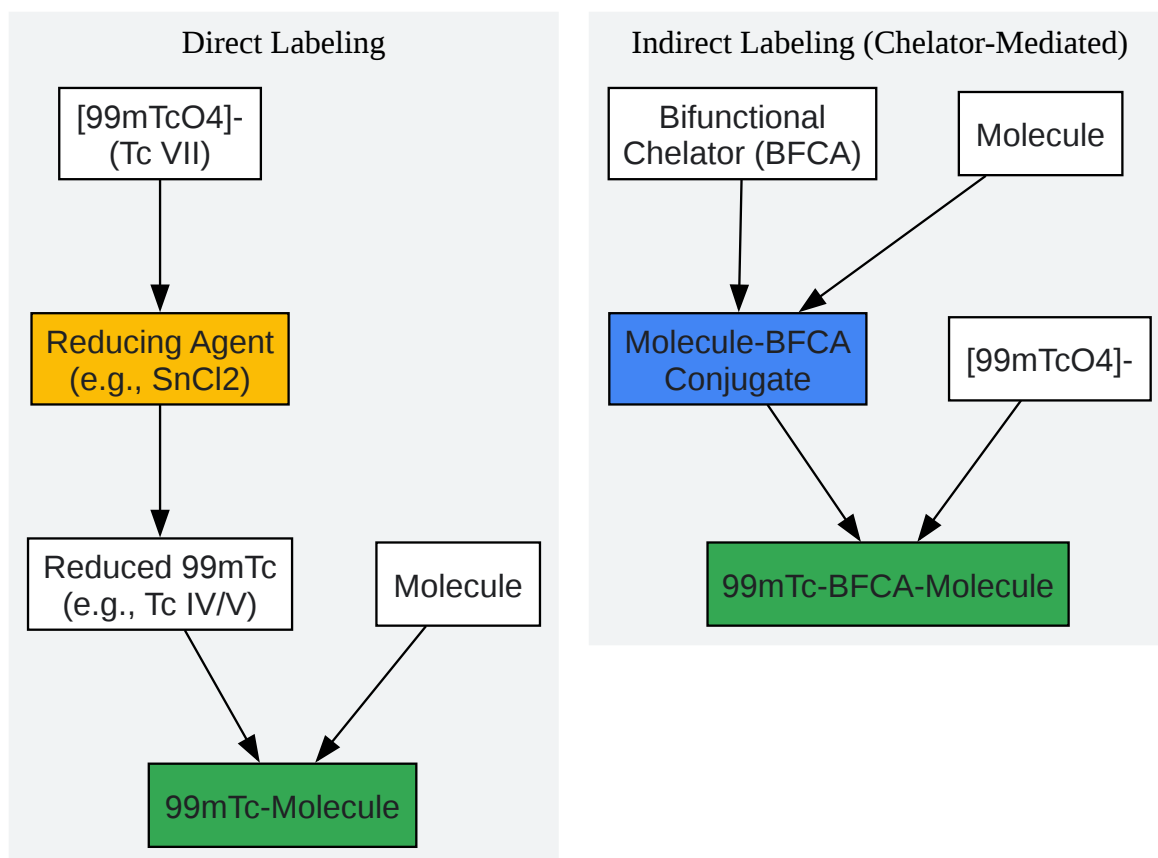 Direct Labeling
[99mTcO4]-
(Tc VII)
Reducing Agent
(e.g., SnCl2)
Reduced 99mTc
(e.g., Tc IV/V)
Molecule
99mTc-Molecule
Indirect Labeling (Chelator-Mediated)
Bifunctional
Chelator (BFCA)
Molecule
Molecule-BFCA
Conjugate
[99mTcO4]-
99mTc-BFCA-Molecule